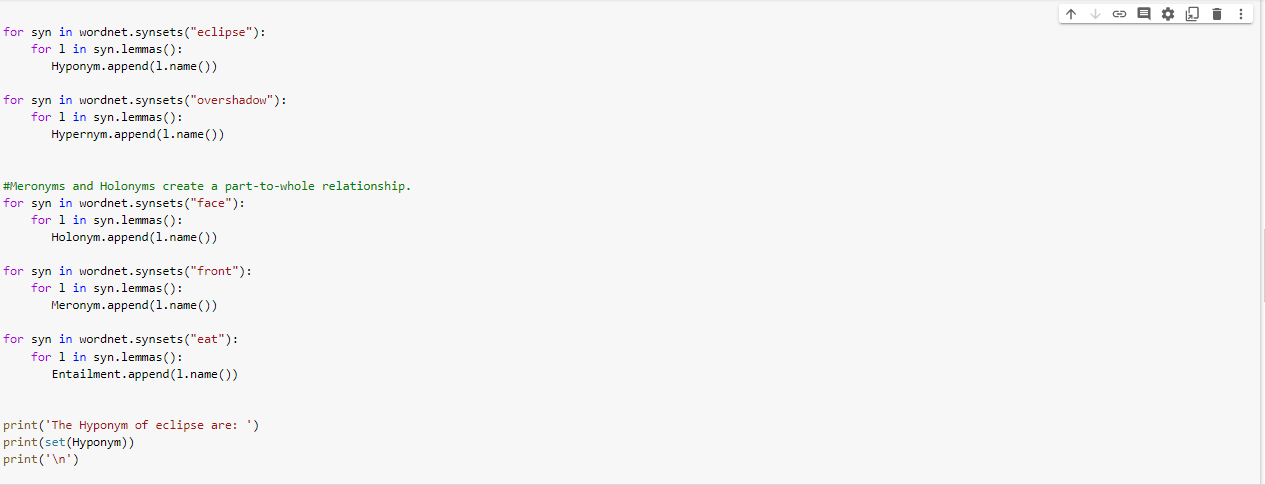 for syn in wordnet.synsets("eclipse"):
    for l in syn.lemmas():
       Hyponym.append(l.name())

for syn in wordnet.synsets("overshadow"):
    for l in syn.lemmas():
       Hypernym.append(l.name())

#Meronyms and Holonyms create a part-to-whole relationship.
for syn in wordnet.synsets("face"):
    for l in syn.lemmas():
       Holonym.append(l.name())

for syn in wordnet.synsets("front"):
    for l in syn.lemmas():
       Meronym.append(l.name())

for syn in wordnet.synsets("eat"):
    for l in syn.lemmas():
       Entailment.append(l.name())

print('The Hyponym of eclipse are: ')
print(set(Hyponym))
print('\n')